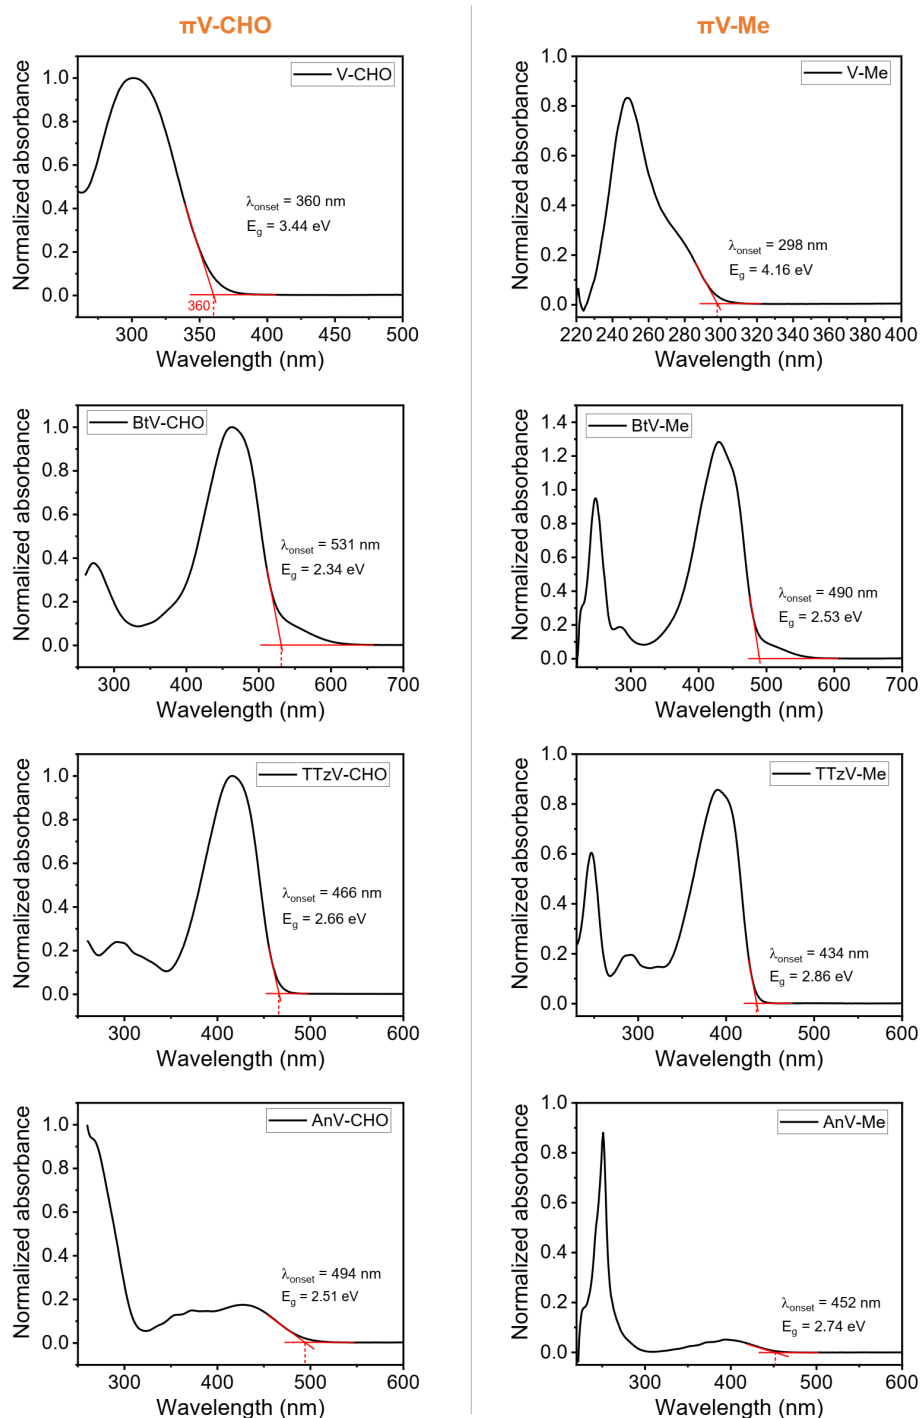 πV-CHO
πV-Me
V-CHO
Normalized absorbance
1.0
0.8
0.6
0.4
0.2
0.0
λonset = 360 nm
Eg = 3.44 eV
360
300 350 400 450 500
Wavelength (nm)
V-Me
Normalized absorbance
1.0
0.8
0.6
0.4
0.2
0.0
λonset = 298 nm
Eg = 4.16 eV
220 240 260 280 300 320 340 360 380 400
Wavelength (nm)
BtV-CHO
Normalized absorbance
1.0
0.8
0.6
0.4
0.2
0.0
λonset = 531 nm
Eg = 2.34 eV
300 400 500 600 700
Wavelength (nm)
BtV-Me
Normalized absorbance
1.4
1.2
1.0
0.8
0.6
0.4
0.2
0.0
λonset = 490 nm
Eg = 2.53 eV
300 400 500 600 700
Wavelength (nm)
TTzV-CHO
Normalized absorbance
1.0
0.8
0.6
0.4
0.2
0.0
λonset = 466 nm
Eg = 2.66 eV
300 400 500 600
Wavelength (nm)
TTzV-Me
Normalized absorbance
1.0
0.8
0.6
0.4
0.2
0.0
λonset = 434 nm
Eg = 2.86 eV
250 300 350 400 450 500 550 600
Wavelength (nm)
AnV-CHO
Normalized absorbance
1.0
0.8
0.6
0.4
0.2
0.0
λonset = 494 nm
Eg = 2.51 eV
300 400 500 600
Wavelength (nm)
AnV-Me
Normalized absorbance
1.0
0.8
0.6
0.4
0.2
0.0
λonset = 452 nm
Eg = 2.74 eV
300 400 500 600
Wavelength (nm)